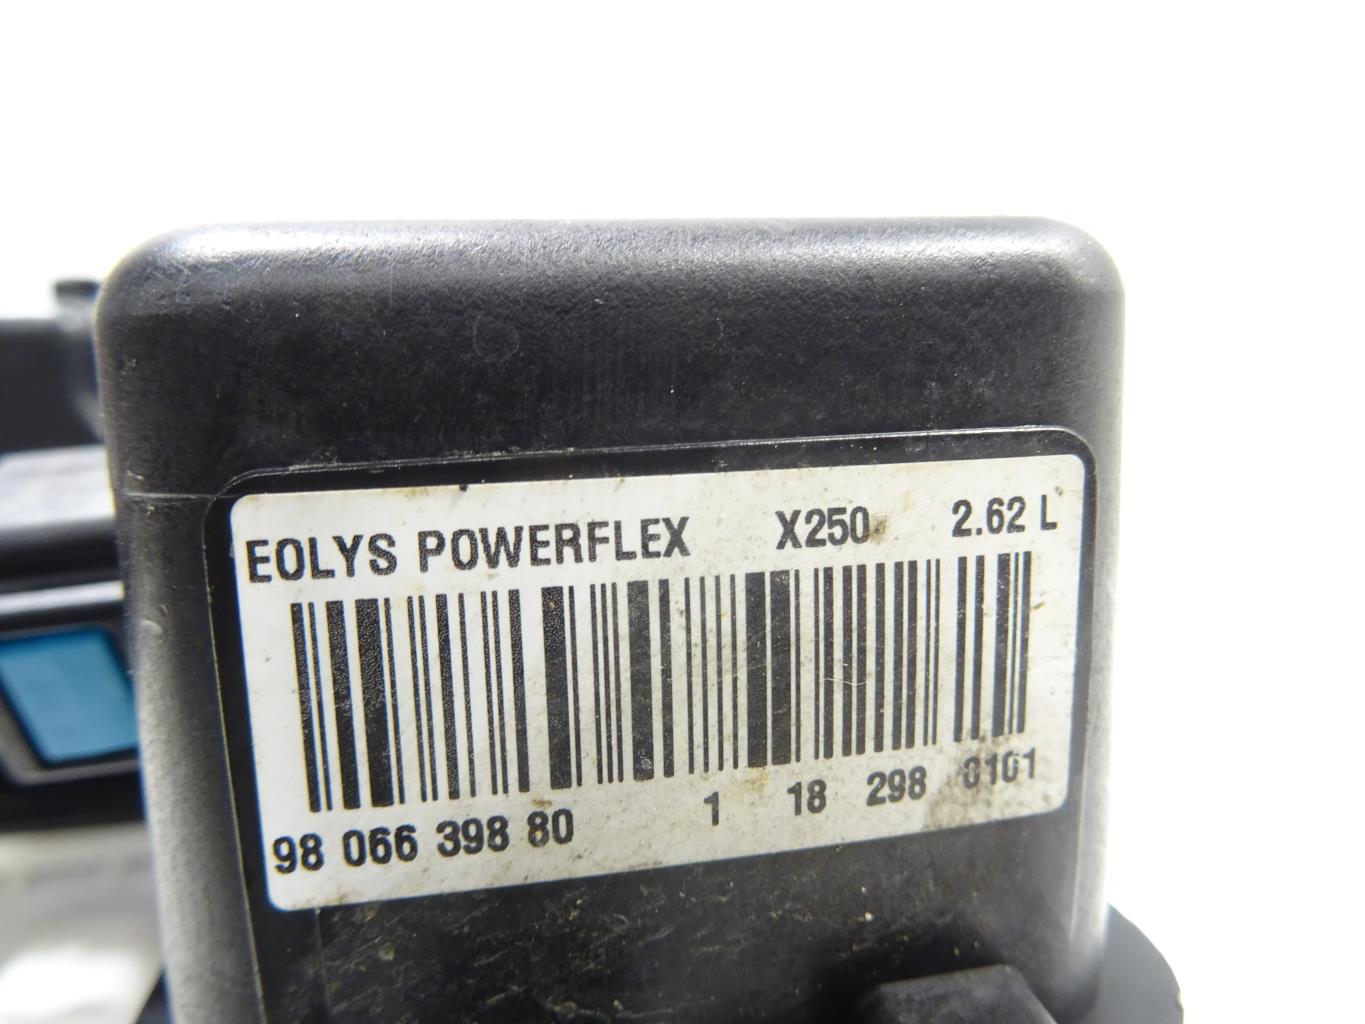 EOLYS POWERFLEX X250 2.62 L
98 066 398 80 1 18 298 0101